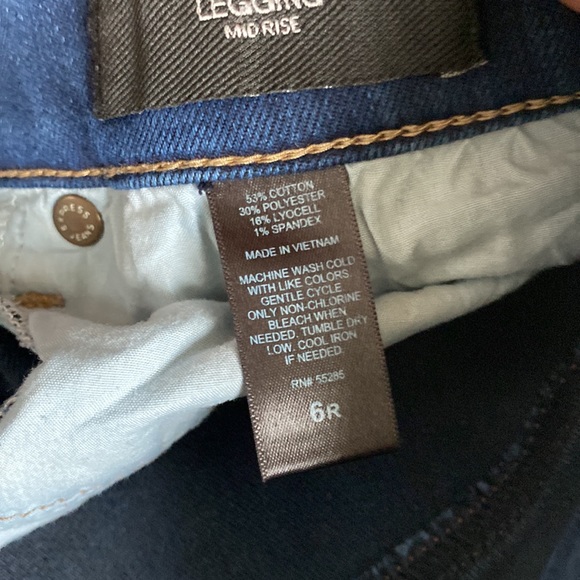 LEGGING
MID RISE
53% COTTON
30% POLYESTER
16% LYOCELL
1% SPANDEX
MADE IN VIETNAM
MACHINE WASH COLD
WITH LIKE COLORS
GENTLE CYCLE
ONLY NON-CHLORINE
BLEACH WHEN
NEEDED. TUMBLE DRY
LOW. COOL IRON
IF NEEDED.
RN# 55285
6R
JEANS